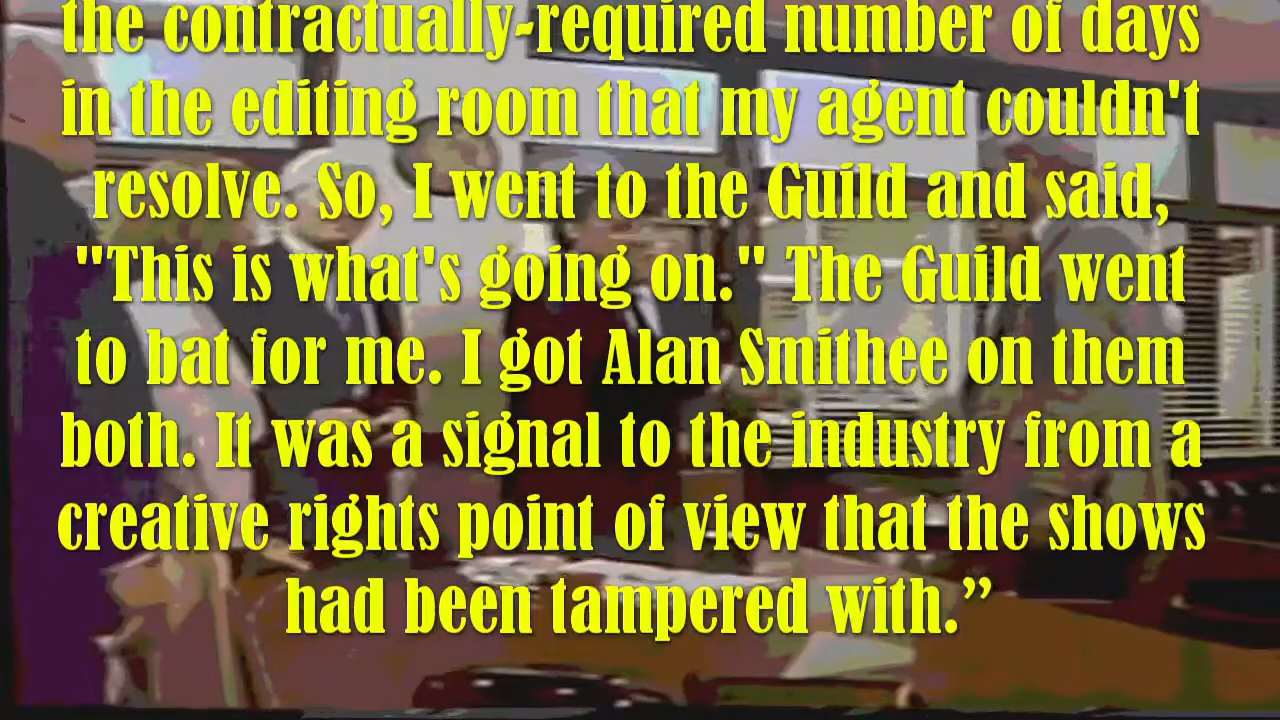 the contractually-required number of days
in the editing room that my agent couldn't
resolve. So, I went to the Guild and said,
"This is what's going on." The Guild went
to bat for me. I got Alan Smithee on them
both. It was a signal to the industry from a
creative rights point of view that the shows
had been tampered with.”